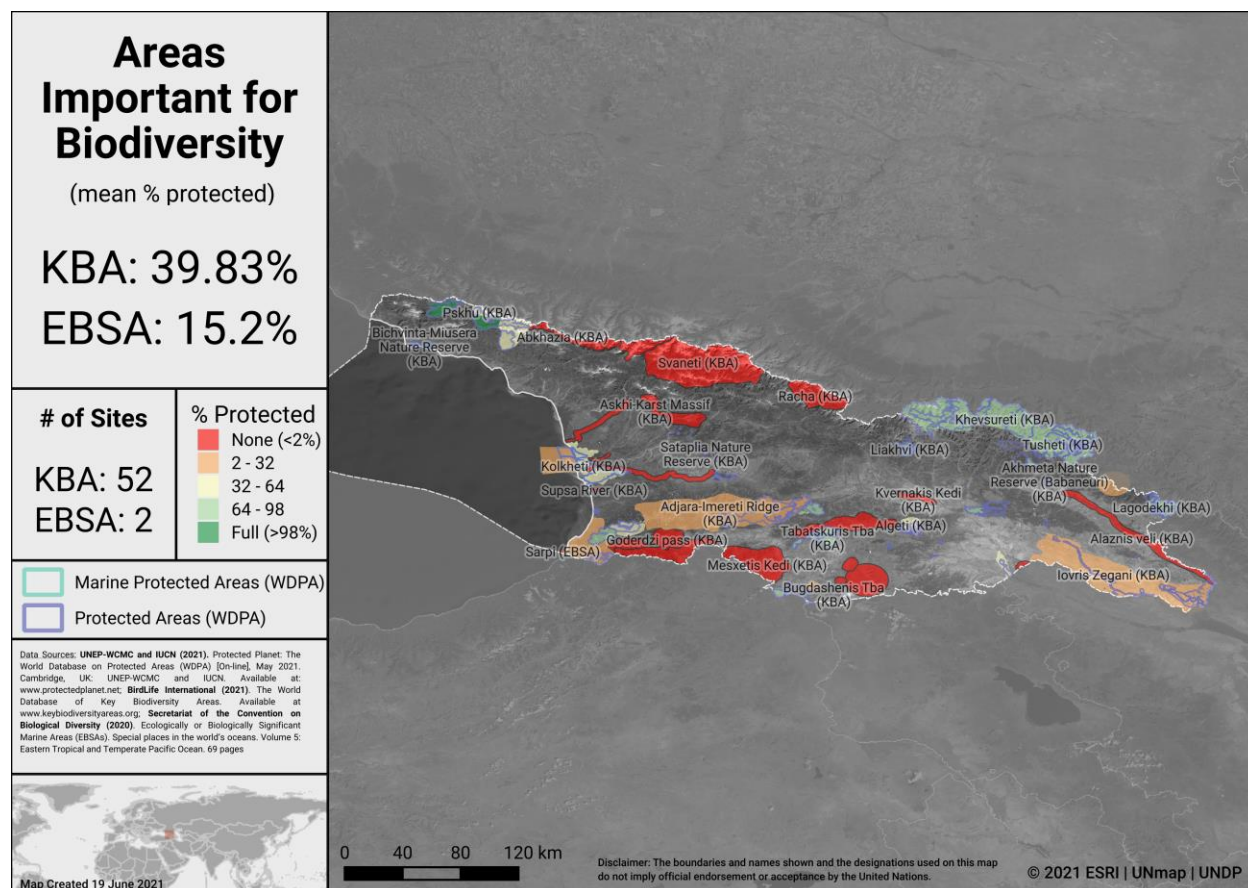 Areas
Important for
Biodiversity
(mean % protected)
KBA: 39.83%
EBSA: 15.2%
# of Sites
KBA: 52
EBSA: 2
% Protected
None (<2%)
2 - 32
32 - 64
64 - 98
Full (>98%)
Marine Protected Areas (WDPA)
Protected Areas (WDPA)
Data Sources: UNEP-WCMC and IUCN (2021). Protected Planet: The
World Database on Protected Areas (WDPA) [On-line], May 2021.
Cambridge, UK: UNEP-WCMC and IUCN. Available at:
www.protectedplanet.net; BirdLife International (2021). The World
Database of Key Biodiversity Areas. Available at
www.keybiodiversityareas.org; Secretariat of the Convention on
Biological Diversity (2020). Ecologically or Biologically Significant
Marine Areas (EBSAs). Special places in the world's oceans. Volume 5:
Eastern Tropical and Temperate Pacific Ocean. 69 pages
Map Created 19 June 2021
Pskhu (KBA)
Bichvinta-Miusera
Nature Reserve
(KBA)
Abkhazia (KBA)
Svaneti (KBA)
Racha (KBA)
Askhi-Karst Massif
(KBA)
Khevsureti (KBA)
Tusheti (KBA)
Liakhvi (KBA)
Sataplia Nature
Reserve (KBA)
Kolkheti (KBA)
Supsa River (KBA)
Akhmeta Nature
Reserve (Babaneuri)
(KBA)
Lagodekhi (KBA)
Kvernakis Kedi
(KBA)
Adjara-Imereti Ridge
(KBA)
Tabatskuris Tba
(KBA)
Algeti (KBA)
Alaznis veli (KBA)
Goderdzi pass (KBA)
Sarpi (EBSA)
Mesxetis Kedi (KBA)
Iovris Zegani (KBA)
Bugdashenis Tba
(KBA)
0 40 80 120 km
Disclaimer: The boundaries and names shown and the designations used on this map
do not imply official endorsement or acceptance by the United Nations.
© 2021 ESRI | UNmap | UNDP